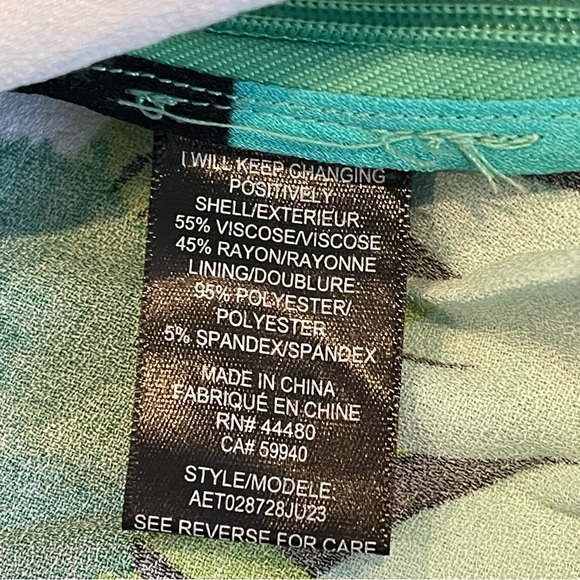 I WILL KEEP CHANGING
POSITIVELY
SHELL/EXTERIEUR:
55% VISCOSE/VISCOSE
45% RAYON/RAYONNE
LINING/DOUBLURE
95% POLYESTER/
POLYESTER
5% SPANDEX/SPANDEX
MADE IN CHINA
FABRIQUÉ EN CHINE
RN# 44480
CA# 59940
STYLE/MODELE
AET028728JU23
SEE REVERSE FOR CARE